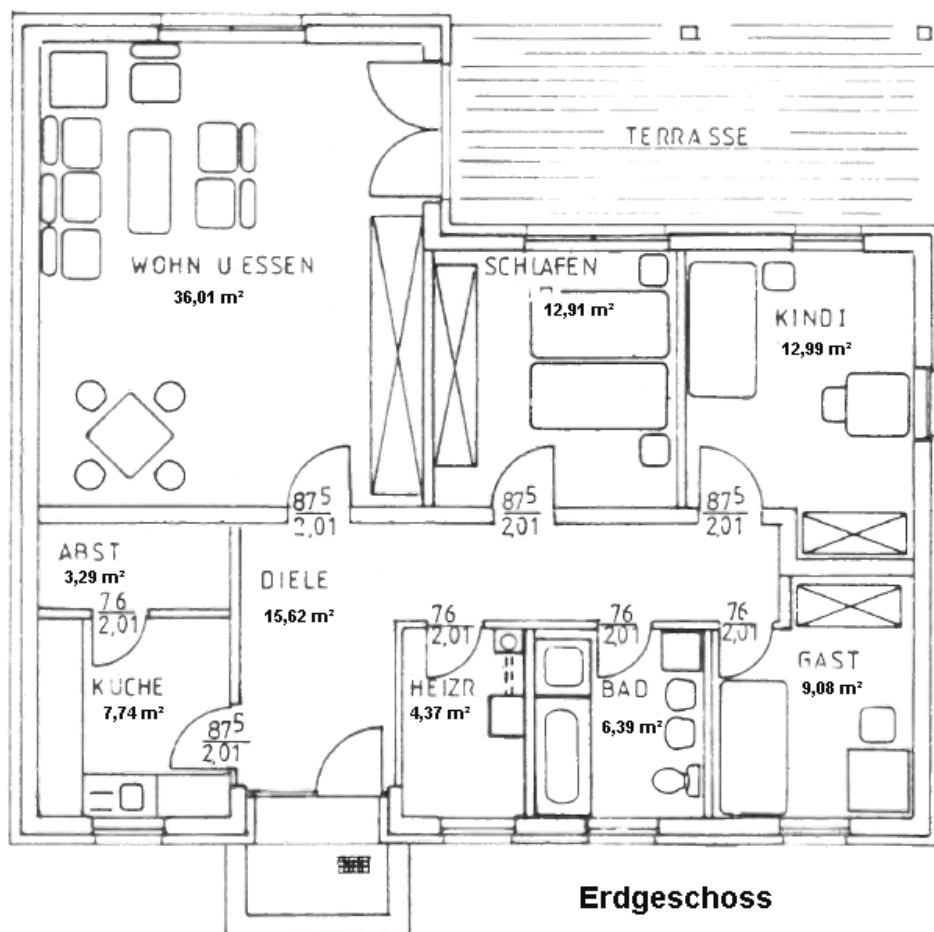 TERRASSE
WOHN U ESSEN
36,01 m²
SCHLAFEN
12,91 m²
KINDI
12,99 m²
87⁵
2,01
87⁵
2,01
87⁵
2,01
ABST
3,29 m²
76
2,01
DIELE
15,62 m²
76
2,01
76
2,01
76
2,01
KÜCHE
7,74 m²
87⁵
2,01
HEIZR.
4,37 m²
BAD
6,39 m²
GAST
9,08 m²
Erdgeschoss